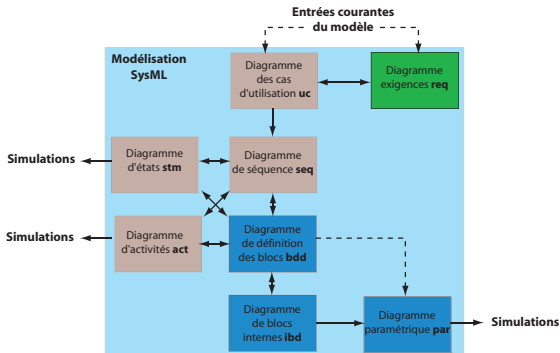 Entrées courantes
du modèle
Modélisation
SysML
Diagramme
des cas
d'utilisation uc
Diagramme
exigences req
Simulations
Diagramme
d'états stm
Diagramme
de séquence seq
Simulations
Diagramme
d'activités act
Diagramme
de définition
des blocs bdd
Diagramme
de blocs
internes ibd
Diagramme
paramétrique par
Simulations